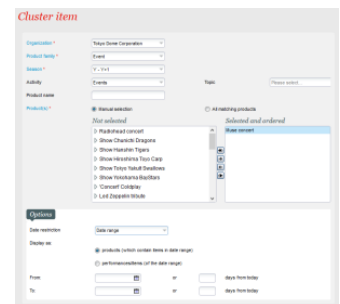 Cluster item
Organization * Tokyo Dome Corporation
Product family * Event
Season * Y - Y+1
Activity Events Topic Please select...
Product name
Product(s) * Manual selection All matching products
Not selected Selected and ordered
Radiohead concert
Show Chunichi Dragons
Show Hanshin Tigers
Show Hiroshima Toyo Carp
Show Tokyo Yakult Swallows
Show Yokohama BayStars
'Concert' Coldplay
Led Zeppelin tribute
Muse concert
Options
Date restriction Date range
Display as:
products (which contain items in date range)
performances/items (of the date range)
From: or days from today
To: or days from today